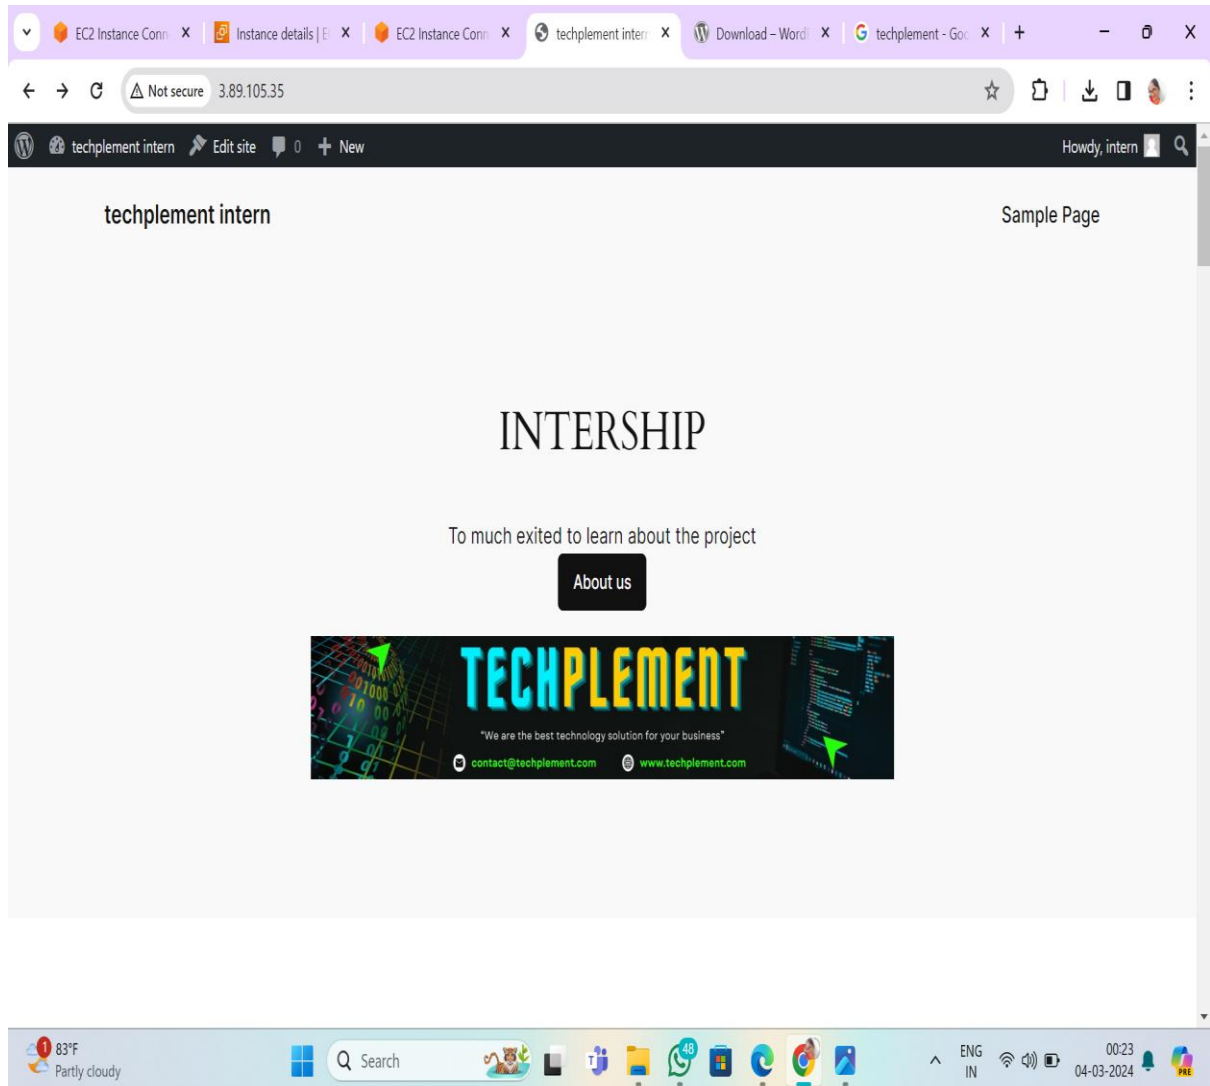 EC2 Instance Conn
Instance details | E
EC2 Instance Conn
techplement intern
Download – Word
techplement - Goo
Not secure 3.89.105.35
techplement intern Edit site 0 New Howdy, intern
techplement intern Sample Page
INTERSHIP
To much exited to learn about the project
About us
TECHPLEMENT
"We are the best technology solution for your business"
contact@techplement.com www.techplement.com
1 83°F
Partly cloudy
Search
48
ENG
IN
00:23
04-03-2024
PRE